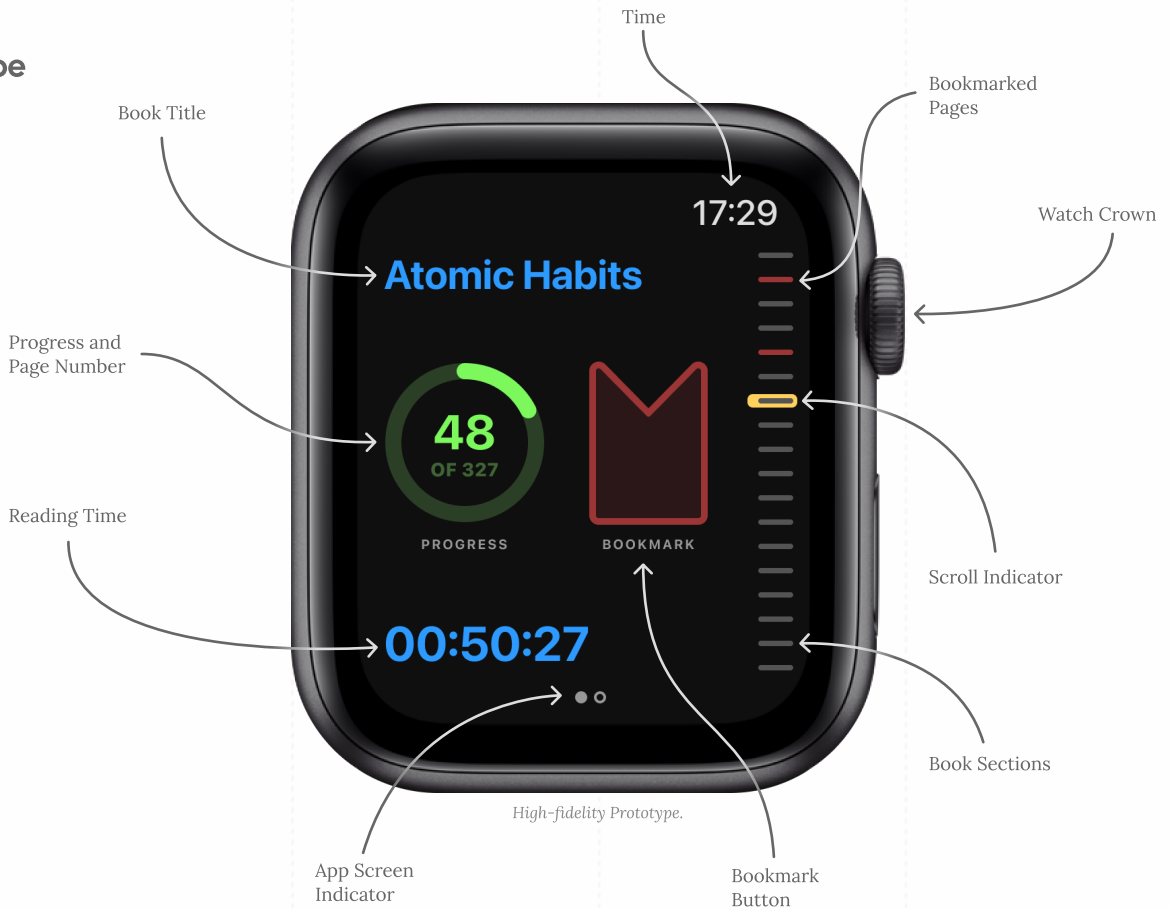 Time
Bookmarked
Pages
Book Title
Watch Crown
17:29
Atomic Habits
Progress and
Page Number
48
OF 327
PROGRESS
BOOKMARK
Reading Time
Scroll Indicator
00:50:27
Book Sections
High-fidelity Prototype.
App Screen
Indicator
Bookmark
Button